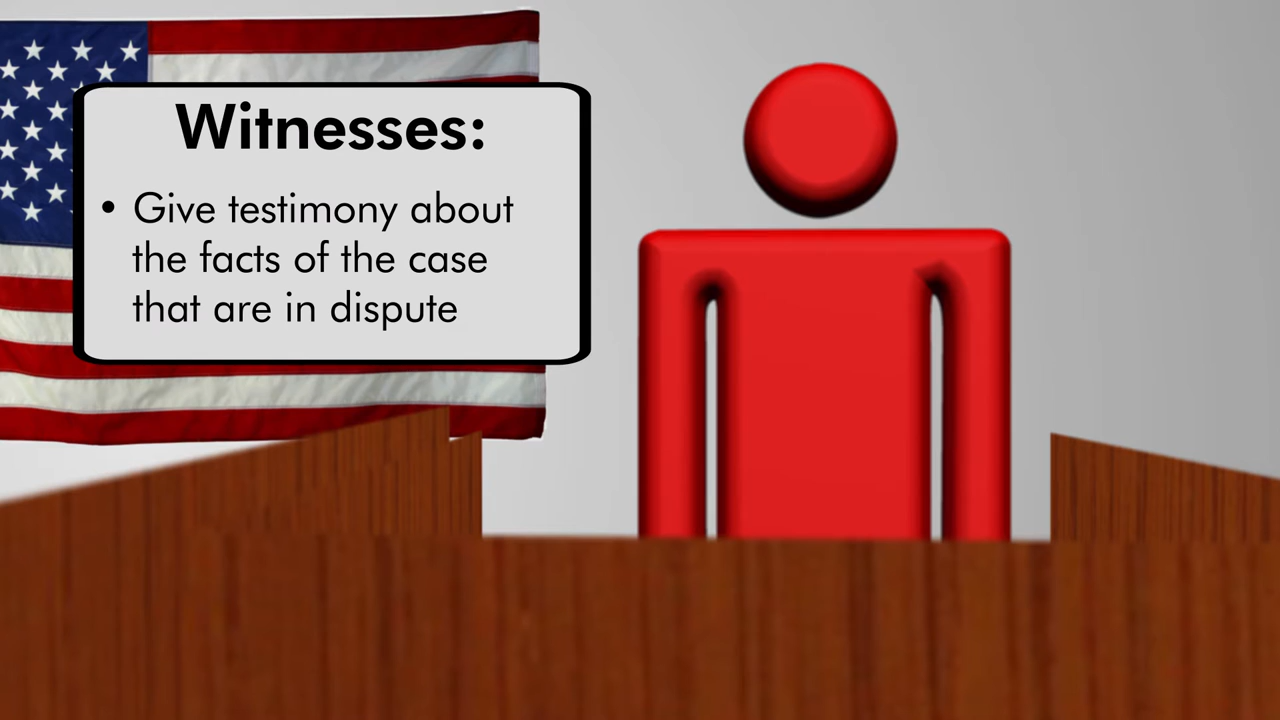 Witnesses:
• Give testimony about
the facts of the case
that are in dispute